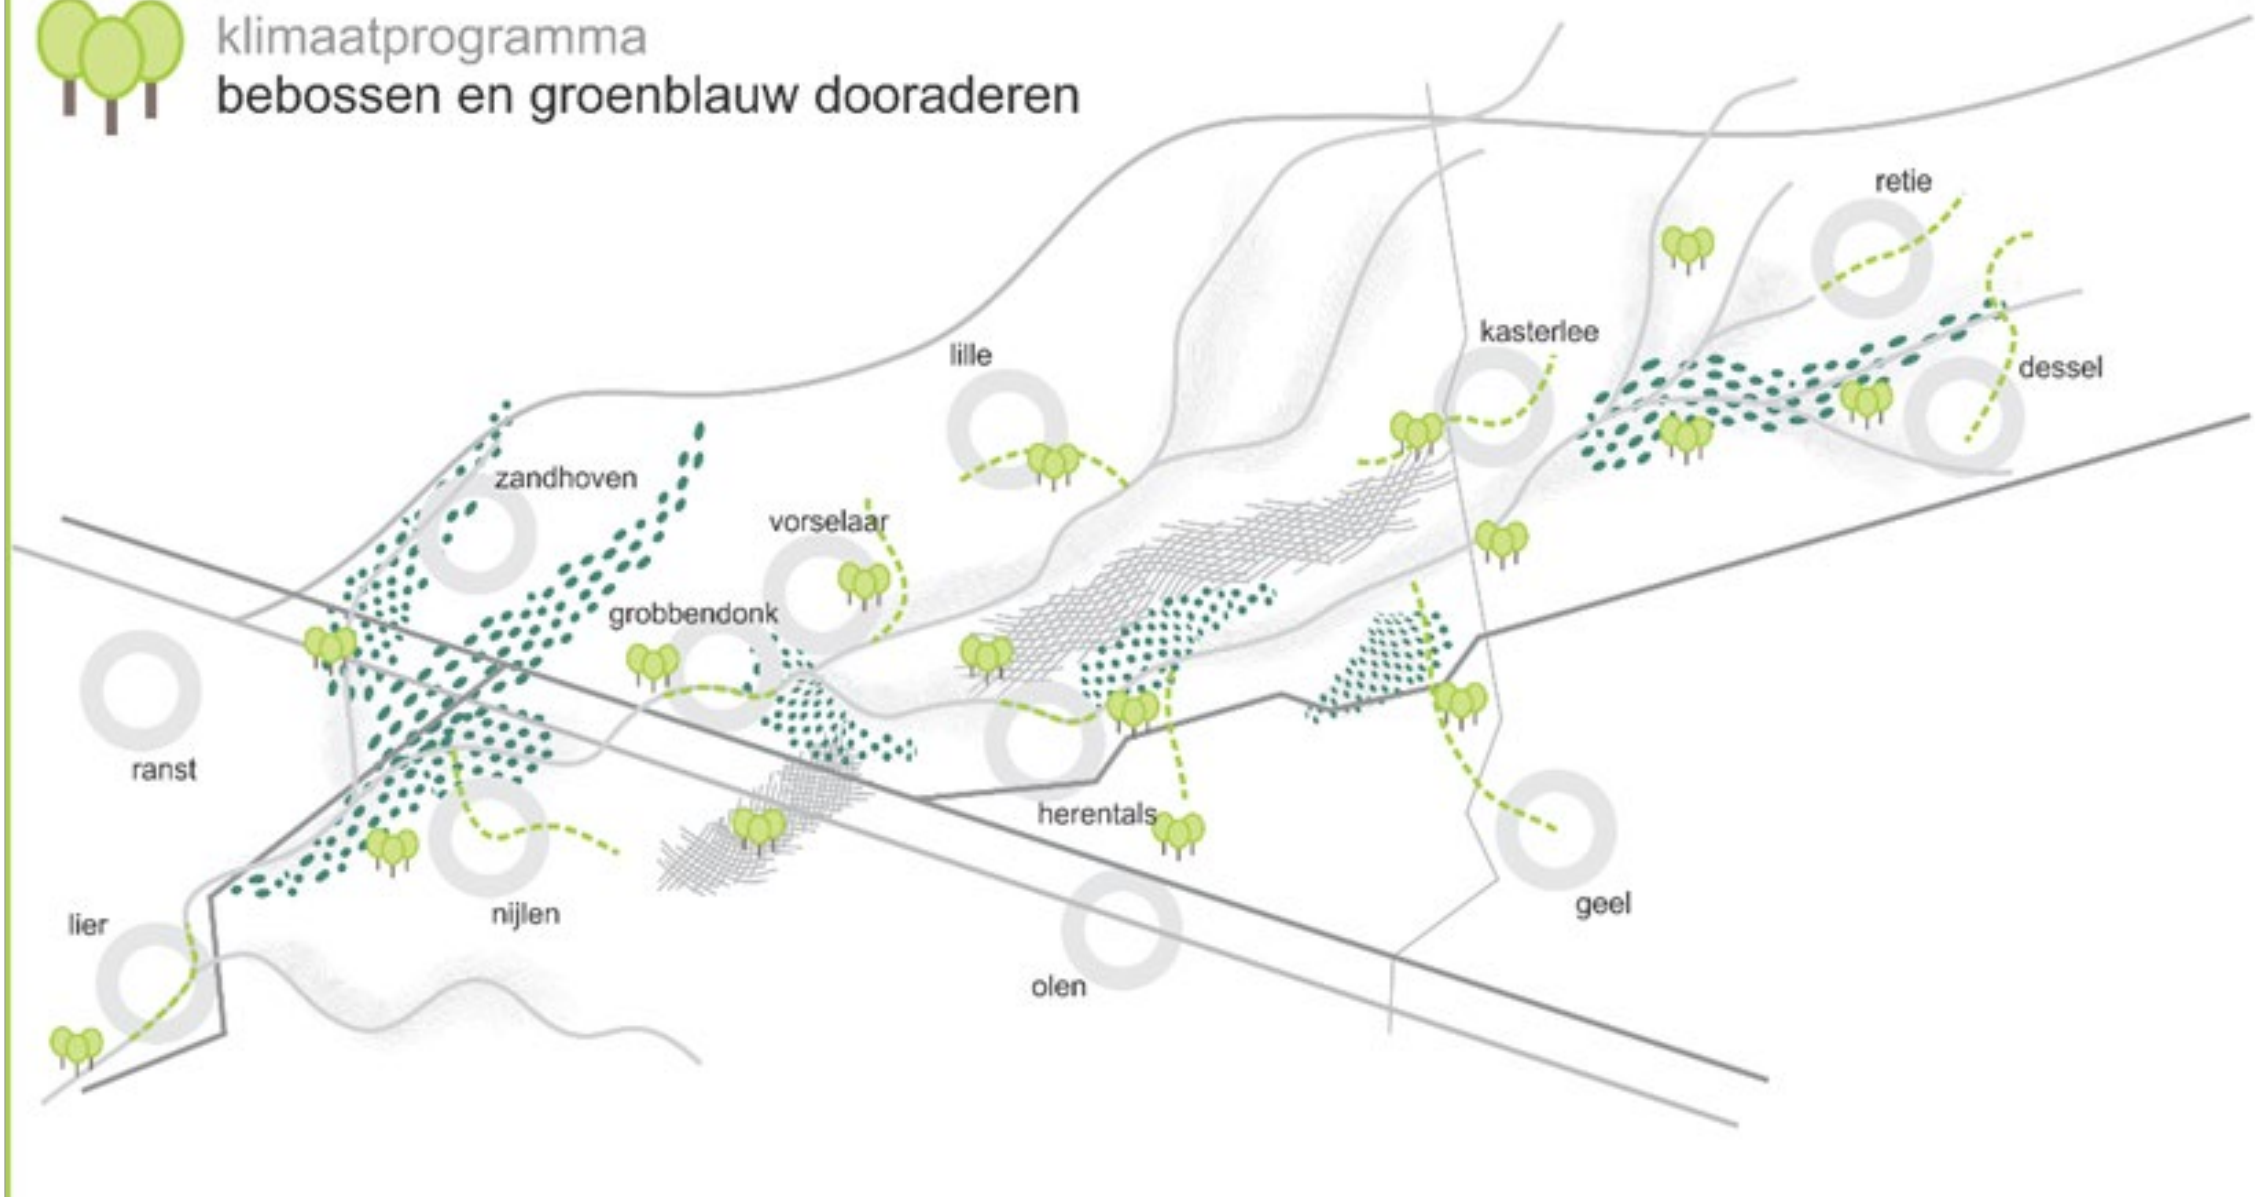 klimaatprogramma
bebossen en groenblauw dooraderen
retie
kasterlee
lille
dessel
zandhoven
vorselaar
grobbendonk
ranst
herentals
geel
nijlen
lier
olen